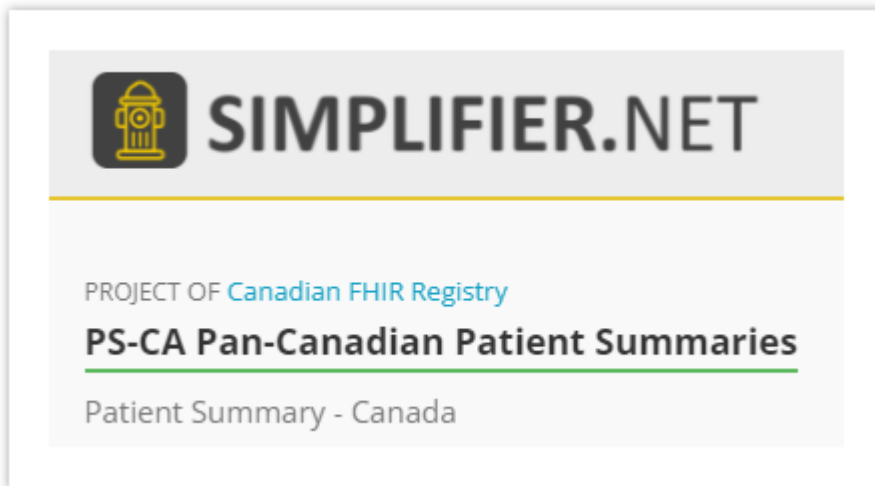 SIMPLIFIER.NET
PROJECT OF Canadian FHIR Registry
PS-CA Pan-Canadian Patient Summaries
Patient Summary - Canada